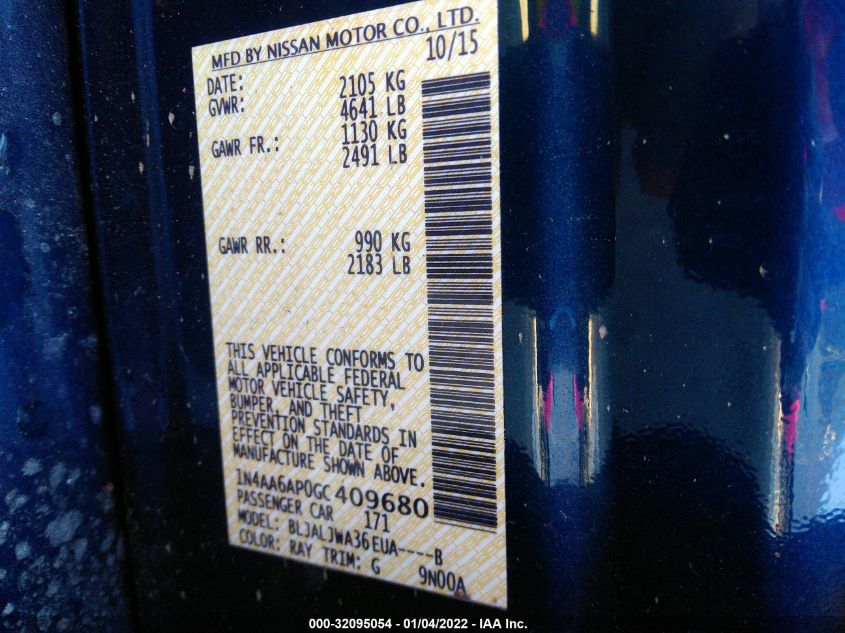 MFD BY NISSAN MOTOR CO., LTD.
DATE: 10/15
GVWR: 2105 KG
4641 LB
GAWR FR.: 1130 KG
2491 LB
GAWR RR.: 990 KG
2183 LB
THIS VEHICLE CONFORMS TO
ALL APPLICABLE FEDERAL
MOTOR VEHICLE SAFETY,
BUMPER, AND THEFT
PREVENTION STANDARDS IN
EFFECT ON THE DATE OF
MANUFACTURE SHOWN ABOVE.
1N4AA6AP0GC409680
PASSENGER CAR 171
MODEL: BLJALJWA36EUA----B
COLOR: RAY TRIM: G 9N00A
000-32095054 - 01/04/2022 - IAA Inc.